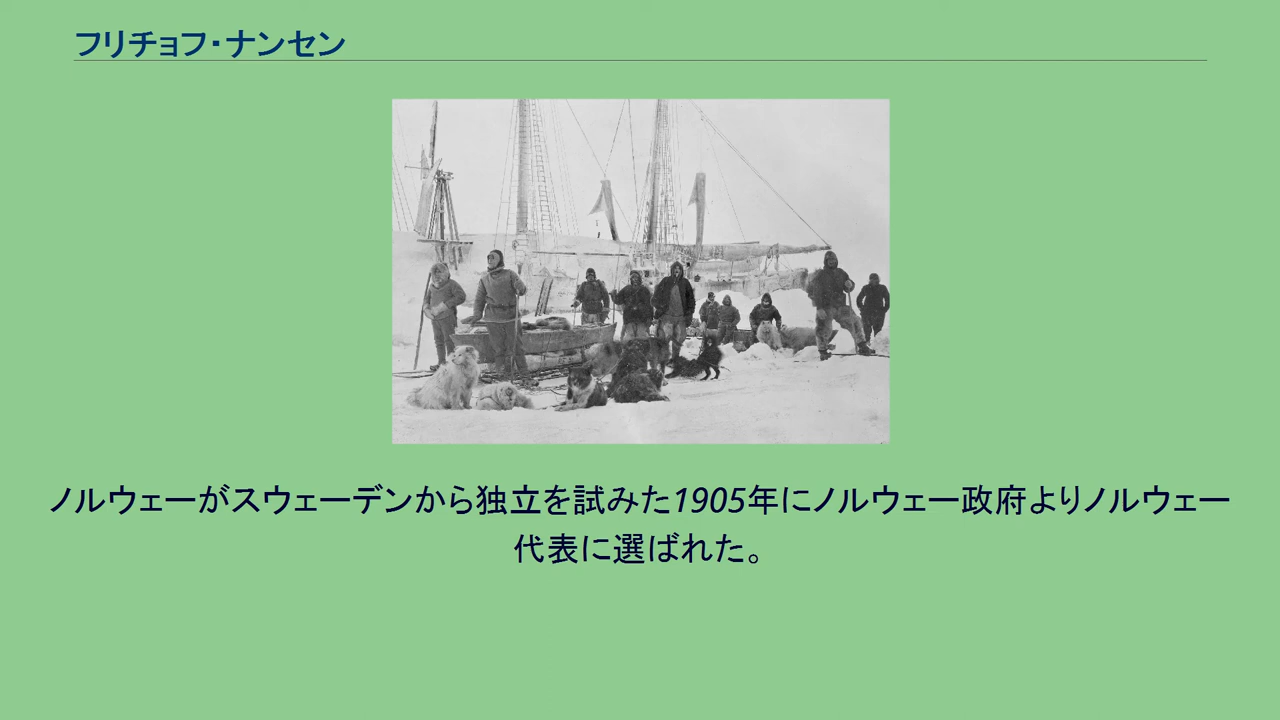 フリチョフ・ナンセン
ノルウェーがスウェーデンから独立を試みた1905年にノルウェー政府よりノルウェー
代表に選ばれた。